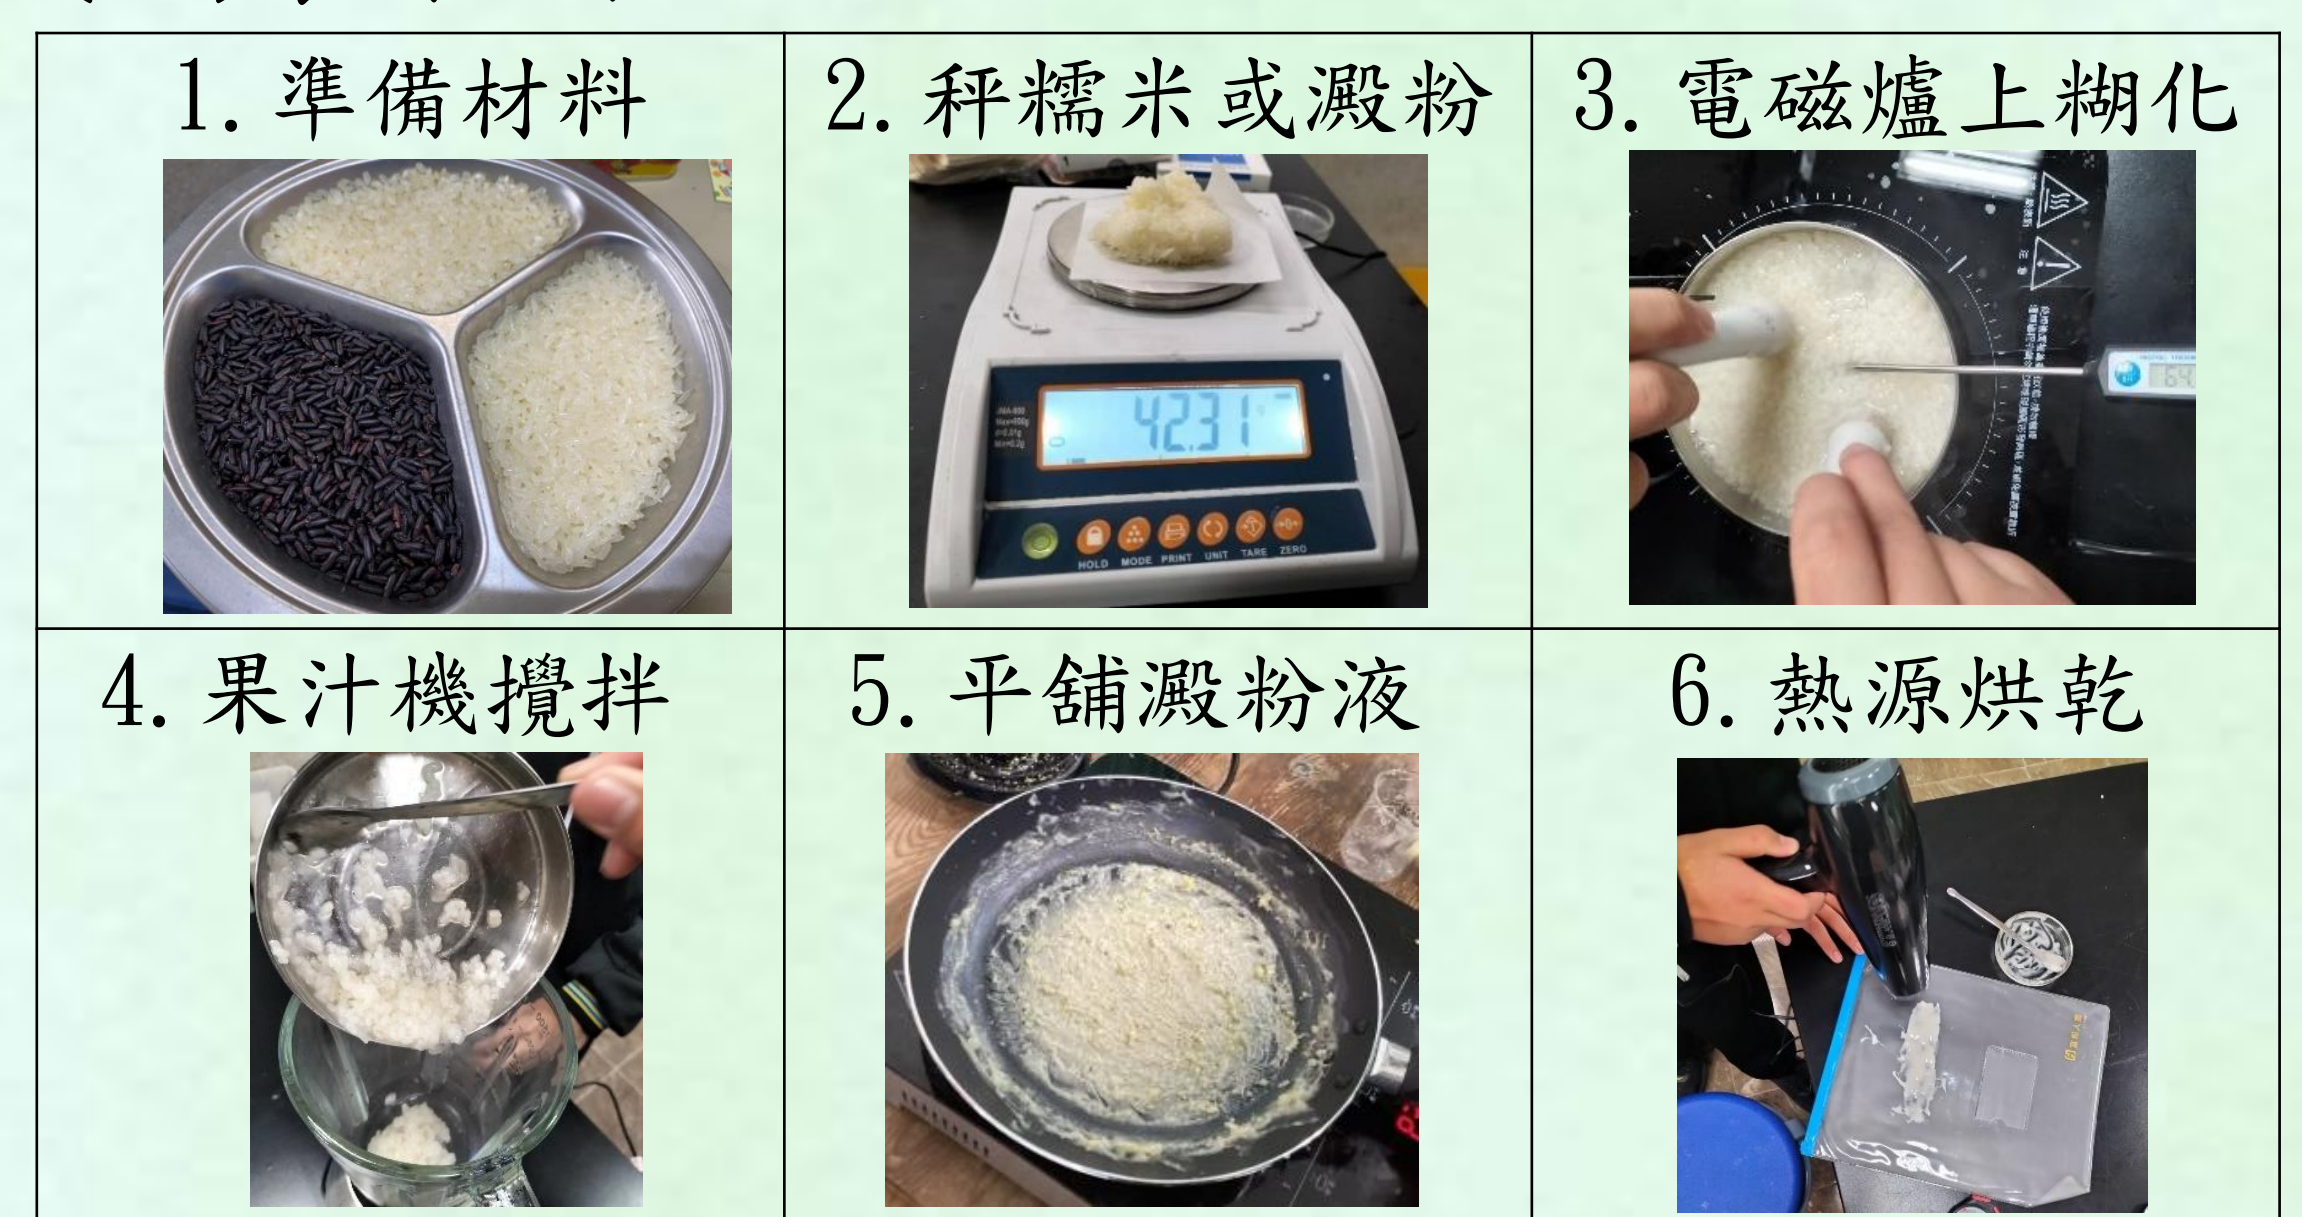 1. 準備材料
2. 秤糯米或澱粉
3. 電磁爐上糊化
42.31
HOLD MODE PRINT UNIT TARE ZERO
4. 果汁機攪拌
5. 平舖澱粉液
6. 熱源烘乾